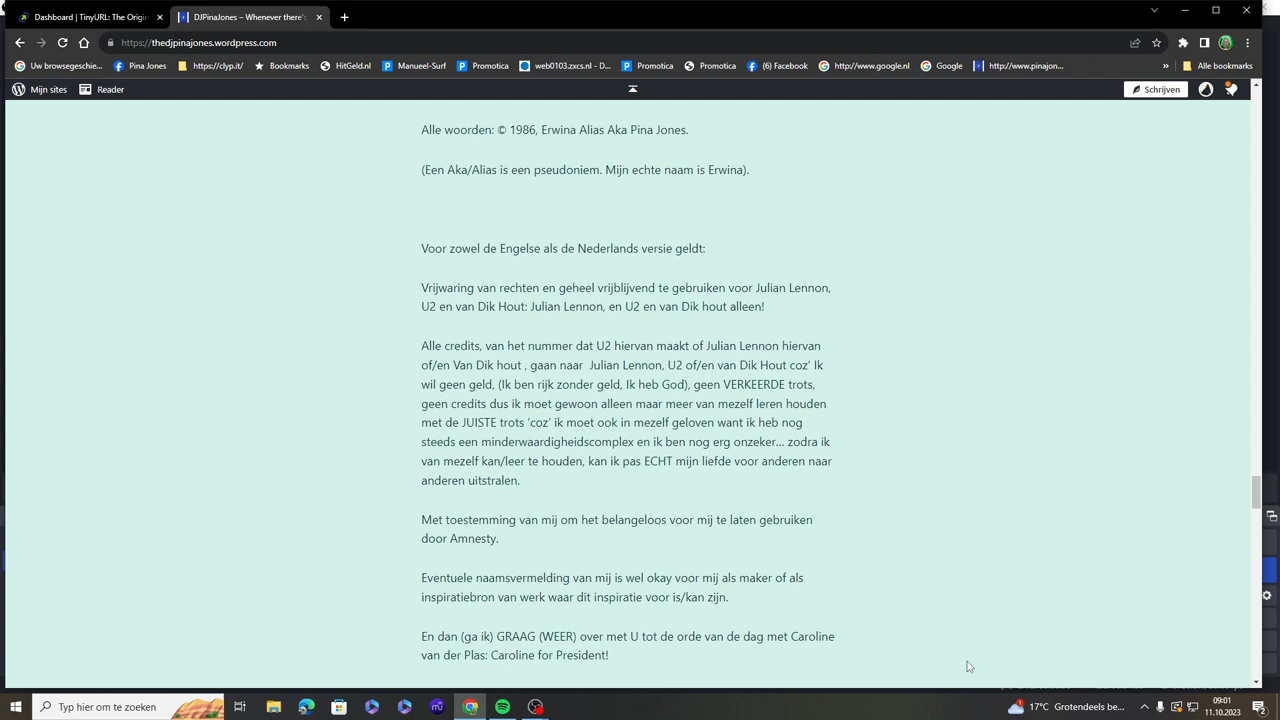 Dashboard | TinyURL: The Origin
DJPinaJones – Whenever there's
https://thedjpinajones.wordpress.com
Uw browsegeschie...
Pina Jones
https://clyp.it/
Bookmarks
HitGeld.nl
Manueel-Surf
Promotica
web0103.zxcs.nl - D...
Promotica
Promotica
(6) Facebook
http://www.google.nl
Google
http://www.pinajon...
Alle bookmarks
Mijn sites
Reader
Schrijven
Alle woorden: © 1986, Erwina Alias Aka Pina Jones.
(Een Aka/Alias is een pseudoniem. Mijn echte naam is Erwina).
Voor zowel de Engelse als de Nederlands versie geldt:
Vrijwaring van rechten en geheel vrijblijvend te gebruiken voor Julian Lennon,
U2 en van Dik Hout: Julian Lennon, en U2 en van Dik hout alleen!
Alle credits, van het nummer dat U2 hiervan maakt of Julian Lennon hiervan
of/en Van Dik hout , gaan naar  Julian Lennon, U2 of/en van Dik Hout coz’ Ik
wil geen geld, (Ik ben rijk zonder geld, Ik heb God), geen VERKEERDE trots,
geen credits dus ik moet gewoon alleen maar meer van mezelf leren houden
met de JUISTE trots ‘coz’ ik moet ook in mezelf geloven want ik heb nog
steeds een minderwaardigheidscomplex en ik ben nog erg onzeker… zodra ik
van mezelf kan/leer te houden, kan ik pas ECHT mijn liefde voor anderen naar
anderen uitstralen.
Met toestemming van mij om het belangeloos voor mij te laten gebruiken
door Amnesty.
Eventuele naamsvermelding van mij is wel okay voor mij als maker of als
inspiratiebron van werk waar dit inspiratie voor is/kan zijn.
En dan (ga ik) GRAAG (WEER) over met U tot de orde van de dag met Caroline
van der Plas: Caroline for President!
Typ hier om te zoeken
17°C Grotendeels be...
09:01
11.10.2023